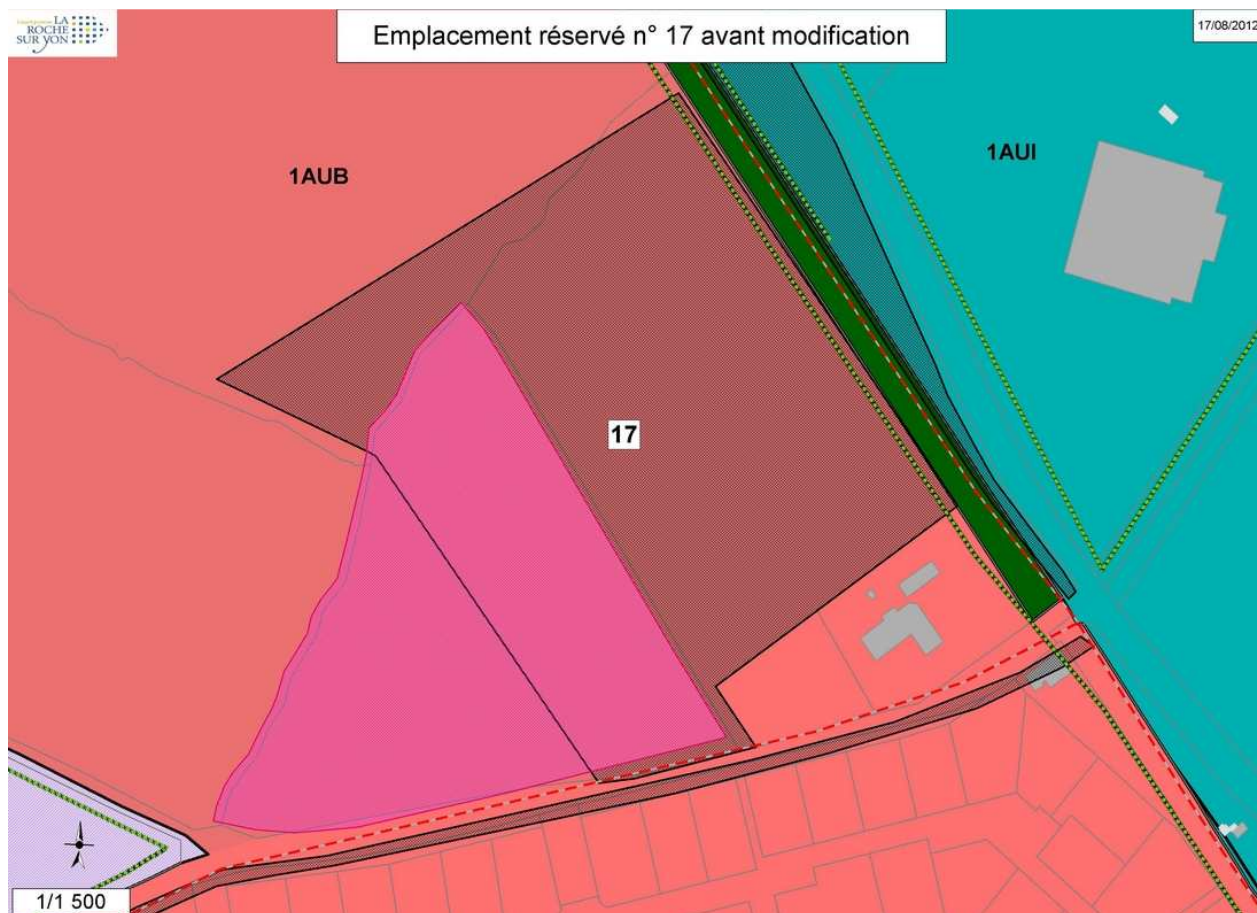 LA
ROCHE
SUR YON
Emplacement réservé n° 17 avant modification
17/08/2012
1AUB
1AUI
17
1/1 500